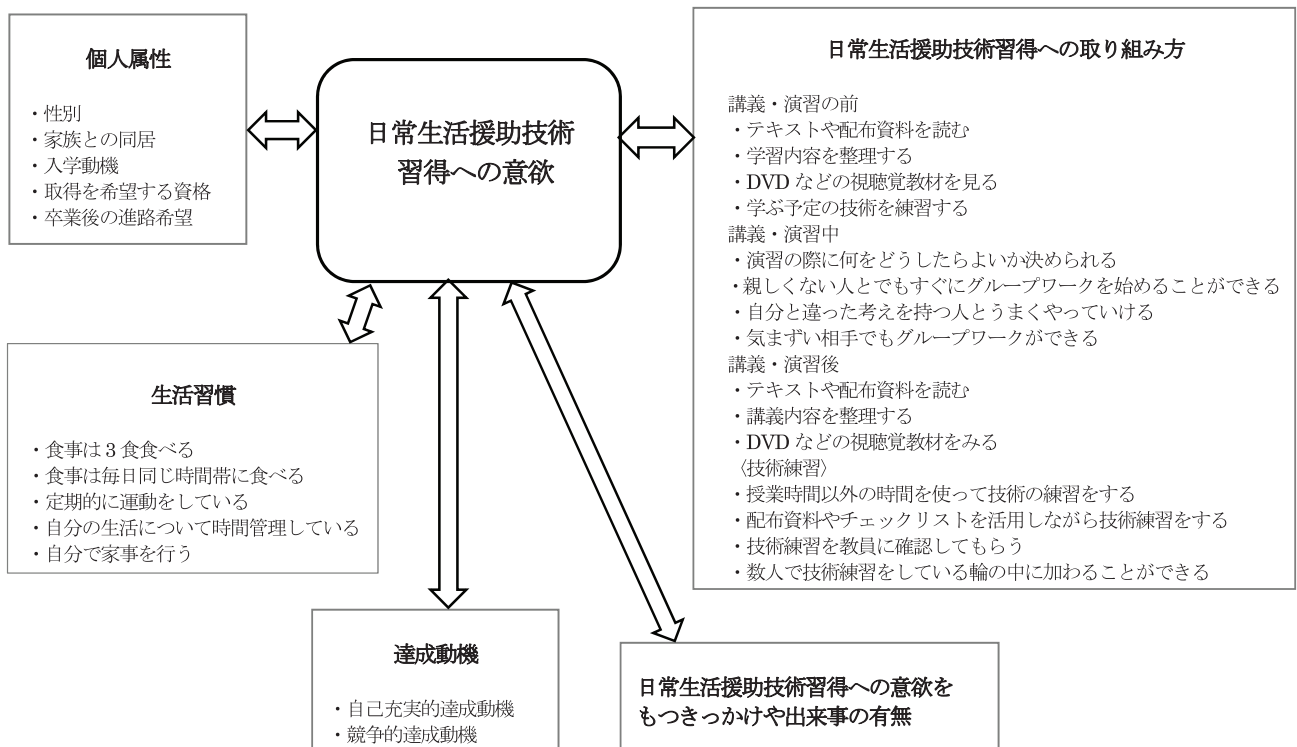 個人属性
・性別
・家族との同居
・入学動機
・取得を希望する資格
・卒業後の進路希望
日常生活援助技術
習得への意欲
日常生活援助技術習得への取り組み方
講義・演習の前
・テキストや配布資料を読む
・学習内容を整理する
・DVD などの視聴覚教材を見る
・学ぶ予定の技術を練習する
講義・演習中
・演習の際に何をどうしたらよいか決められる
・親しくない人とでもすぐにグループワークを始めることができる
・自分と違った考えを持つ人とうまくやっていける
・気まずい相手でもグループワークができる
講義・演習後
・テキストや配布資料を読む
・講義内容を整理する
・DVD などの視聴覚教材をみる
〈技術練習〉
・授業時間以外の時間を使って技術の練習をする
・配布資料やチェックリストを活用しながら技術練習をする
・技術練習を教員に確認してもらう
・数人で技術練習をしている輪の中に加わることができる
生活習慣
・食事は 3 食食べる
・食事は毎日同じ時間帯に食べる
・定期的に運動をしている
・自分の生活について時間管理している
・自分で家事を行う
達成動機
・自己充実的達成動機
・競争的達成動機
日常生活援助技術習得への意欲を
もつきっかけや出来事の有無